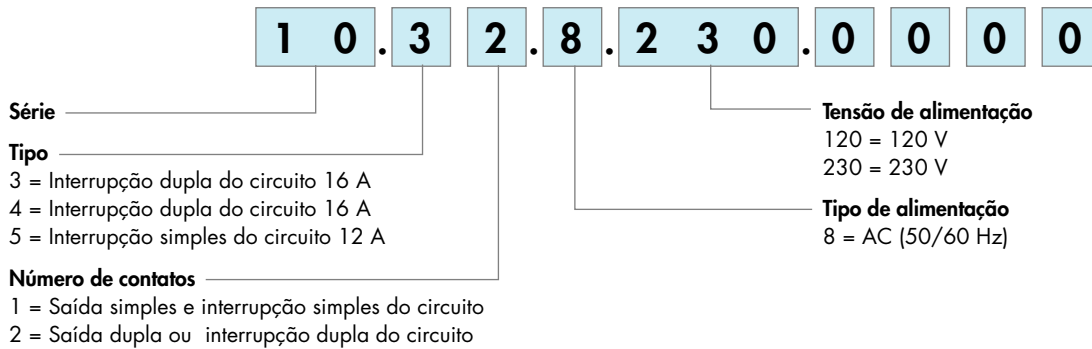 1 0 . 3 2 . 8 . 2 3 0 . 0 0 0 0
Série
Tipo
3 = Interrupção dupla do circuito 16 A
4 = Interrupção dupla do circuito 16 A
5 = Interrupção simples do circuito 12 A
Número de contatos
1 = Saída simples e interrupção simples do circuito
2 = Saída dupla ou interrupção dupla do circuito
Tensão de alimentação
120 = 120 V
230 = 230 V
Tipo de alimentação
8 = AC (50/60 Hz)